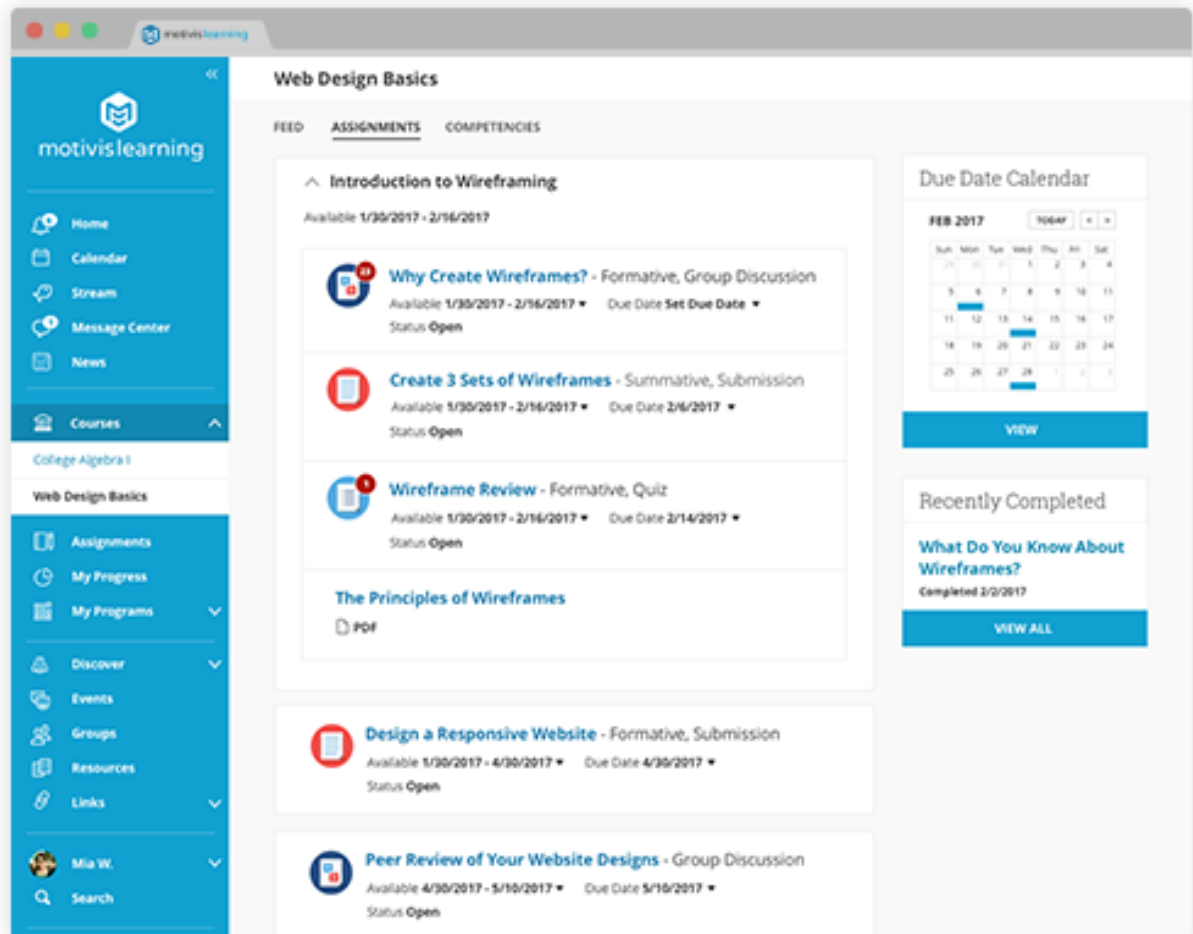 motivislearning
«
motivislearning
Home
Calendar
Stream
Message Center
News
Courses
College Algebra I
Web Design Basics
Assignments
My Progress
My Programs
Discover
Events
Groups
Resources
Links
Mia W.
Search
Web Design Basics
FEED ASSIGNMENTS COMPETENCIES
Introduction to Wireframing
Available 1/30/2017 - 2/16/2017
23
Why Create Wireframes? - Formative, Group Discussion
Available 1/30/2017 - 2/16/2017 Due Date Set Due Date
Status Open
Create 3 Sets of Wireframes - Summative, Submission
Available 1/30/2017 - 2/16/2017 Due Date 2/6/2017
Status Open
Wireframe Review - Formative, Quiz
Available 1/30/2017 - 2/16/2017 Due Date 2/14/2017
Status Open
The Principles of Wireframes
PDF
Design a Responsive Website - Formative, Submission
Available 1/30/2017 - 4/30/2017 Due Date 4/30/2017
Status Open
Peer Review of Your Website Designs - Group Discussion
Available 4/30/2017 - 5/10/2017 Due Date 5/10/2017
Status Open
Due Date Calendar
FEB 2017 TODAY < >
Sun Mon Tue Wed Thu Fri Sat
29 30 31 1 2 3 4
5 6 7 8 9 10 11
11 12 13 14 15 16 17
18 19 20 21 22 23 24
25 26 27 28 1 2 3
VIEW
Recently Completed
What Do You Know About
Wireframes?
Completed 2/2/2017
VIEW ALL